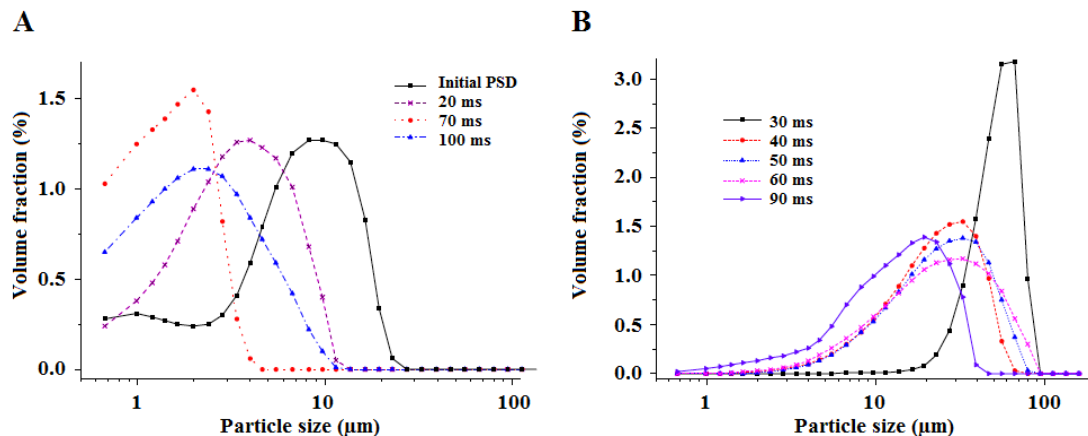 A
B
Volume fraction (%)
1.5
1.0
0.5
0.0
1
10
100
Particle size (µm)
Initial PSD
20 ms
70 ms
100 ms
Volume fraction (%)
3.0
2.5
2.0
1.5
1.0
0.5
0.0
1
10
100
Particle size (µm)
30 ms
40 ms
50 ms
60 ms
90 ms